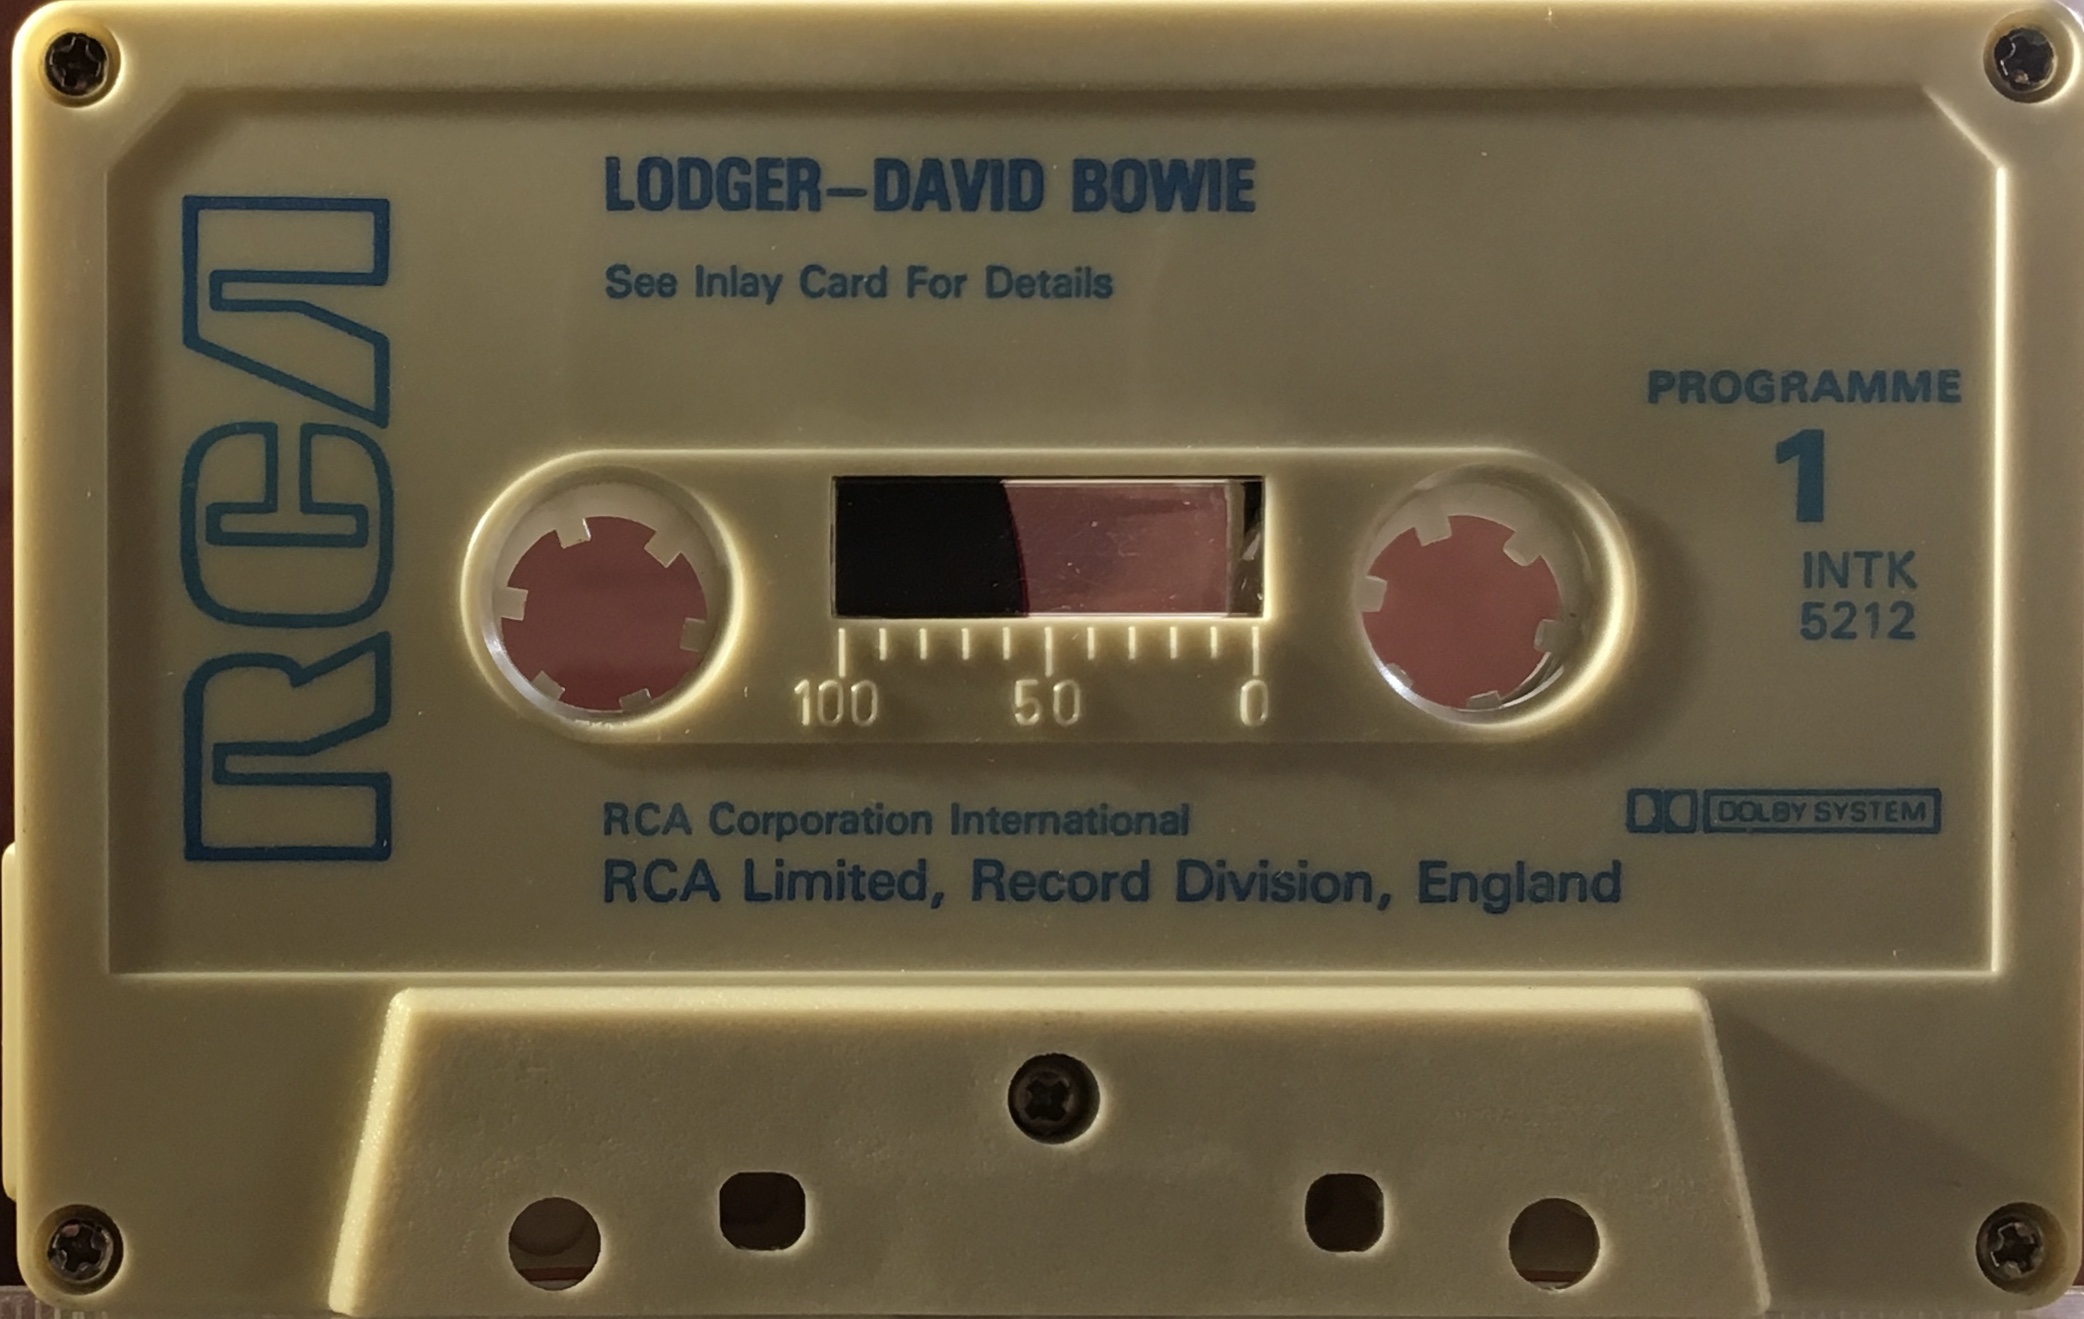 RCA
LODGER–DAVID BOWIE
See Inlay Card For Details
PROGRAMME
1
INTK
5212
100 50 0
DOLBY SYSTEM
RCA Corporation International
RCA Limited, Record Division, England